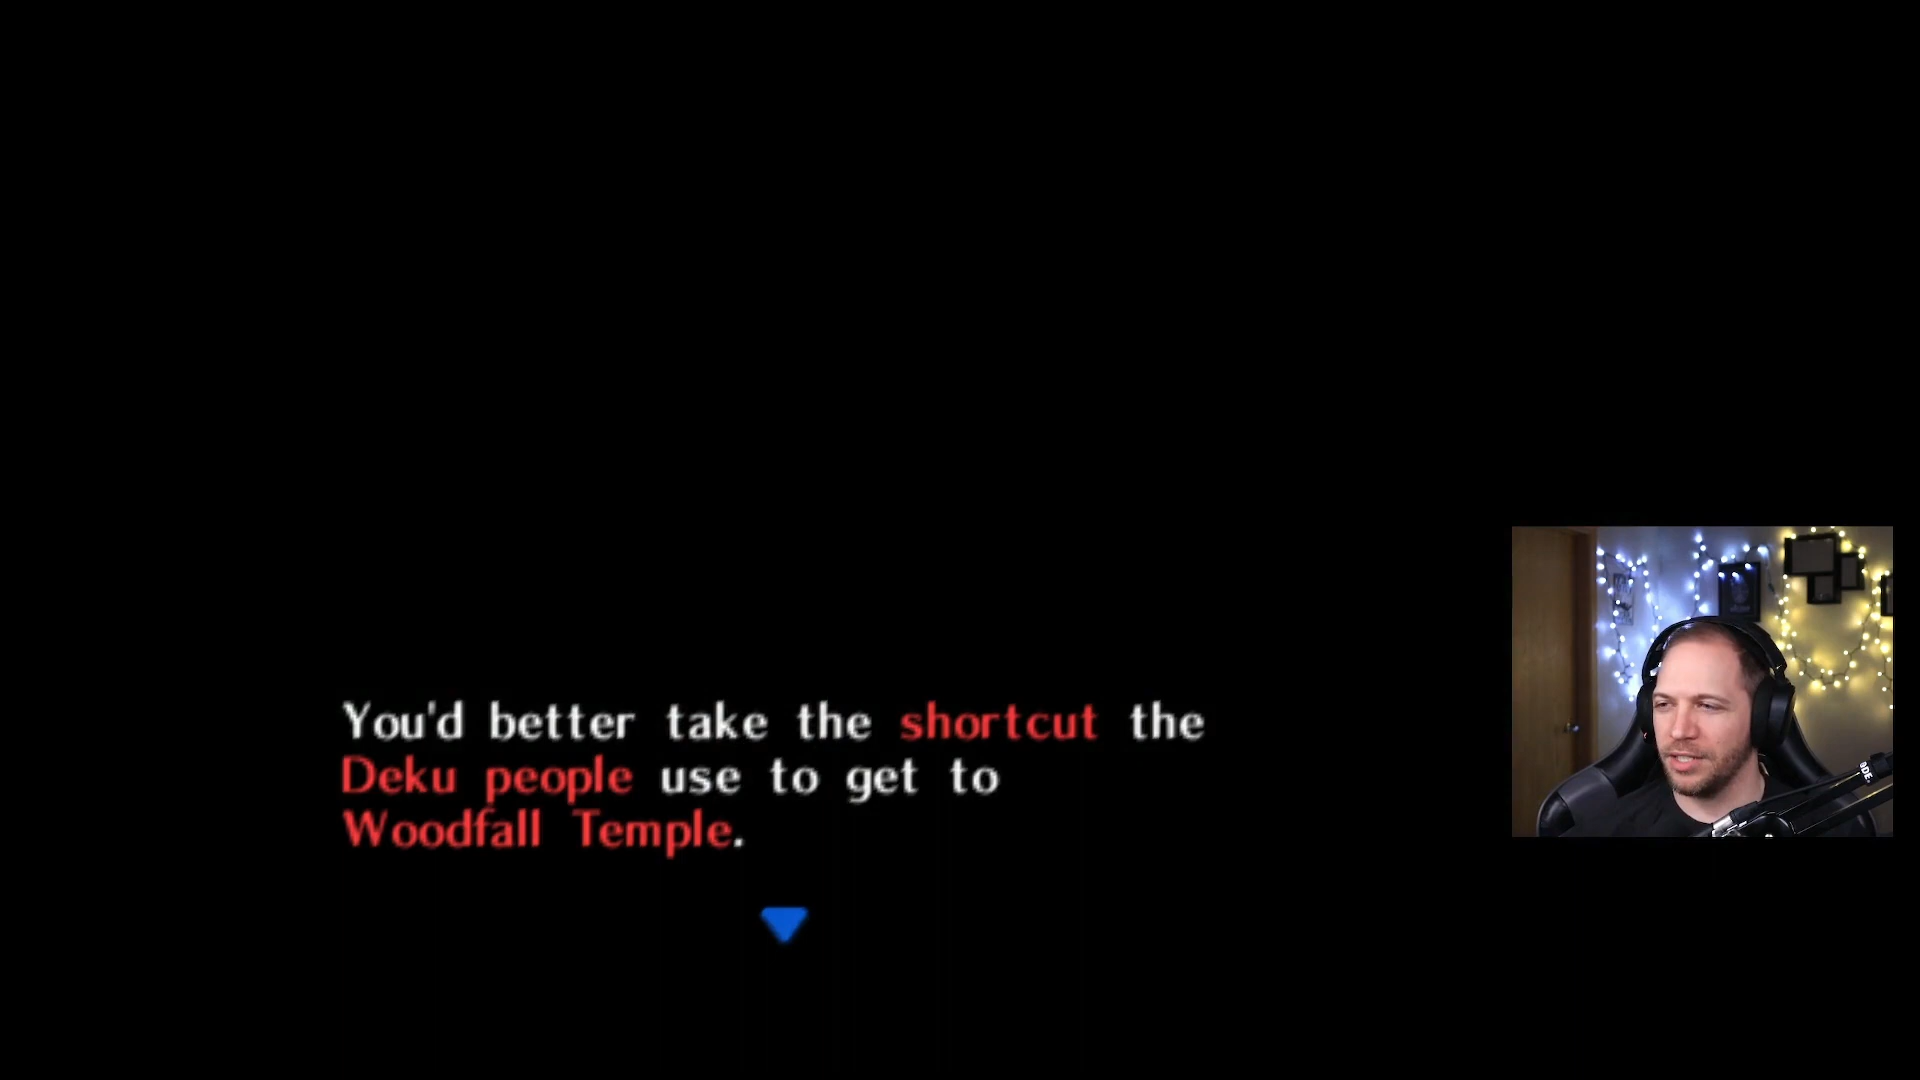 You'd better take the shortcut the
Deku people use to get to
Woodfall Temple.